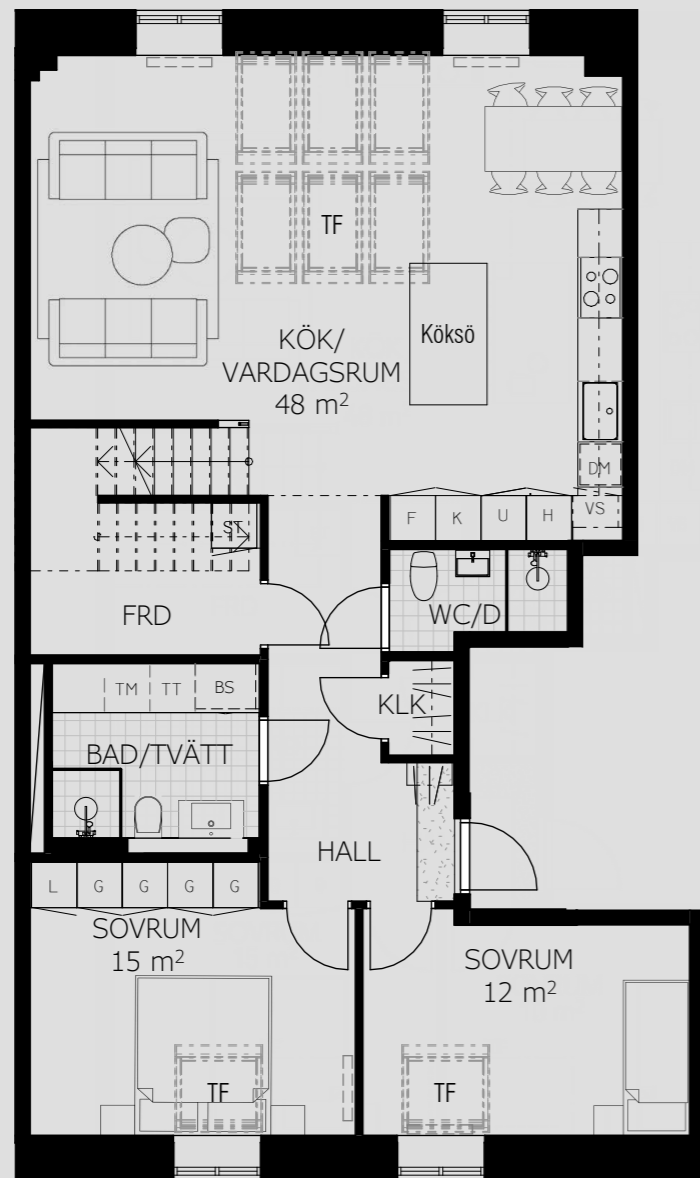 TF
Köksö
KÖK/
VARDAGSRUM
48 m²
DM
F K U H VS
ST
FRD
WC/D
TM TT BS
KLK
BAD/TVÄTT
HALL
L G G G G
SOVRUM
15 m²
SOVRUM
12 m²
TF
TF